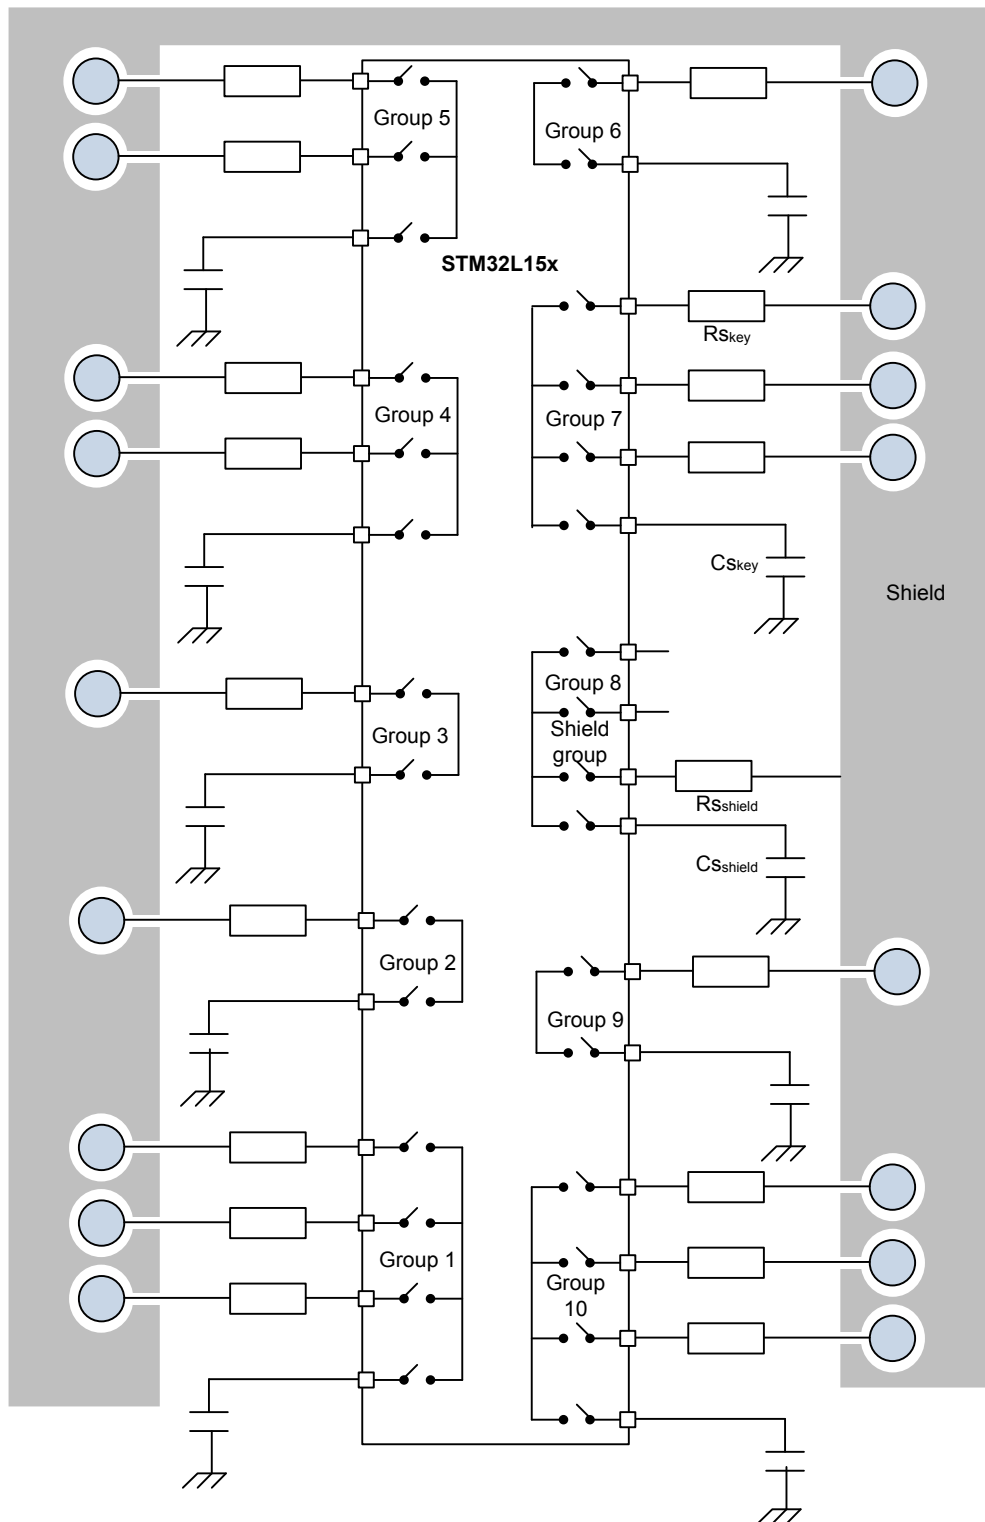 Group 5
Group 6
STM32L15x
Rskey
Group 4
Group 7
Cskey
Shield
Group 8
Group 3
Shield
group
Rsshield
Csshield
Group 2
Group 9
Group 1
Group
10